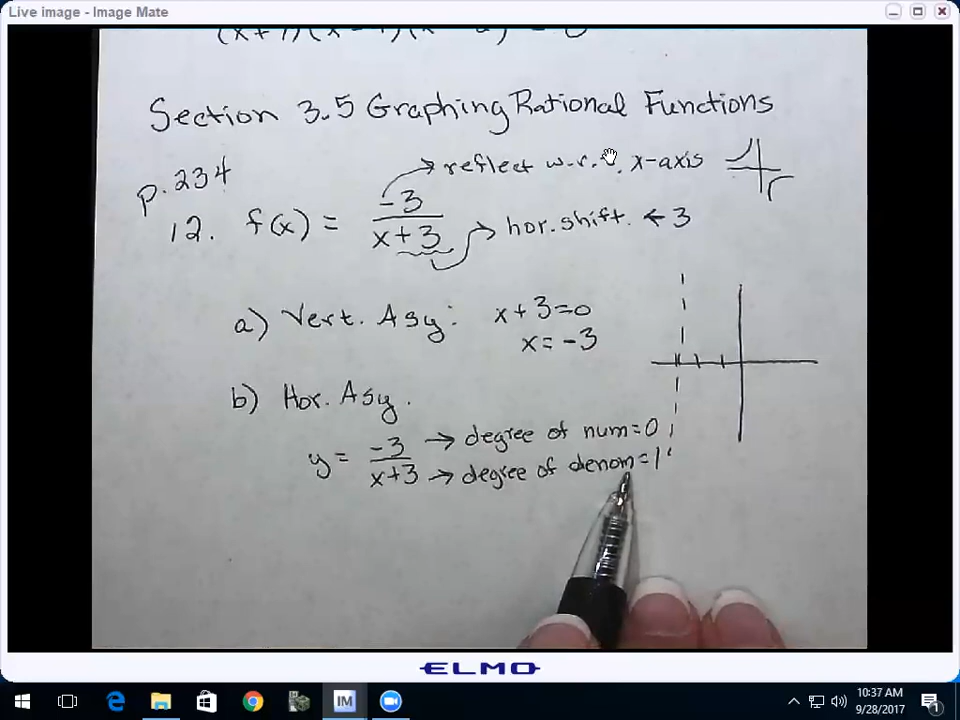 Live image - Image Mate
Section 3.5 Graphing Rational Functions
p. 234
reflect w.r.t. x-axis
12. f(x) = -3/(x+3)
hor. shift. ← 3
a) Vert. Asy: x+3=0
x = -3
b) Hor. Asy.
y = -3/(x+3) → degree of num=0
→ degree of denom=1
ELMO
IM
10:37 AM
9/28/2017
1